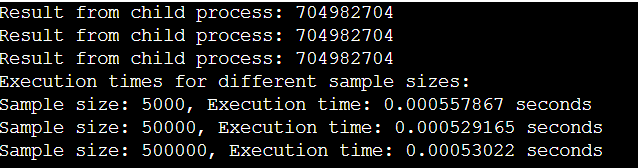 Result from child process: 704982704
Result from child process: 704982704
Result from child process: 704982704
Execution times for different sample sizes:
Sample size: 5000, Execution time: 0.000557867 seconds
Sample size: 50000, Execution time: 0.000529165 seconds
Sample size: 500000, Execution time: 0.00053022 seconds